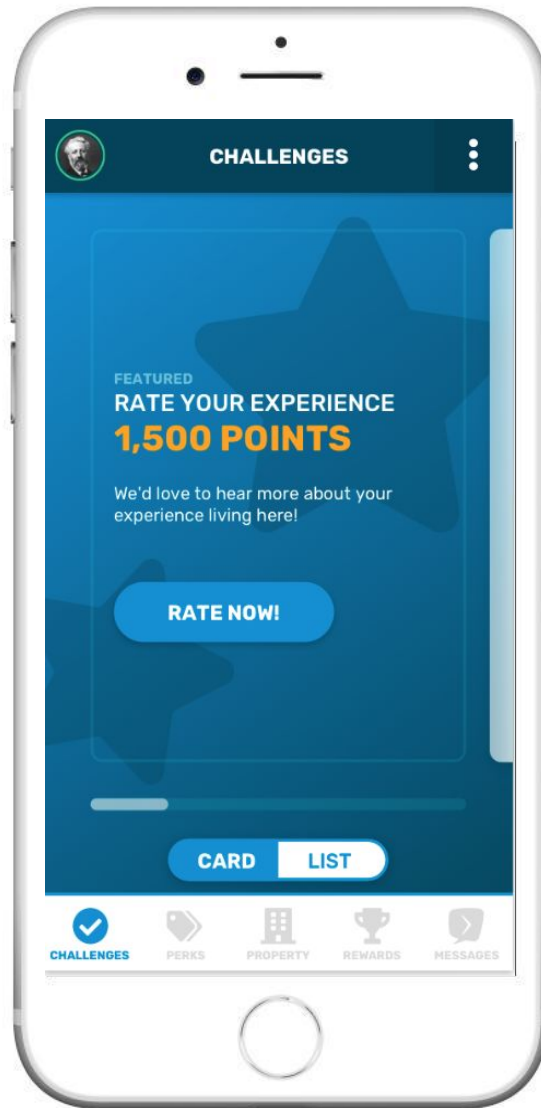 CHALLENGES
FEATURED
RATE YOUR EXPERIENCE
1,500 POINTS
We'd love to hear more about your
experience living here!
RATE NOW!
CARD LIST
CHALLENGES PERKS PROPERTY REWARDS MESSAGES